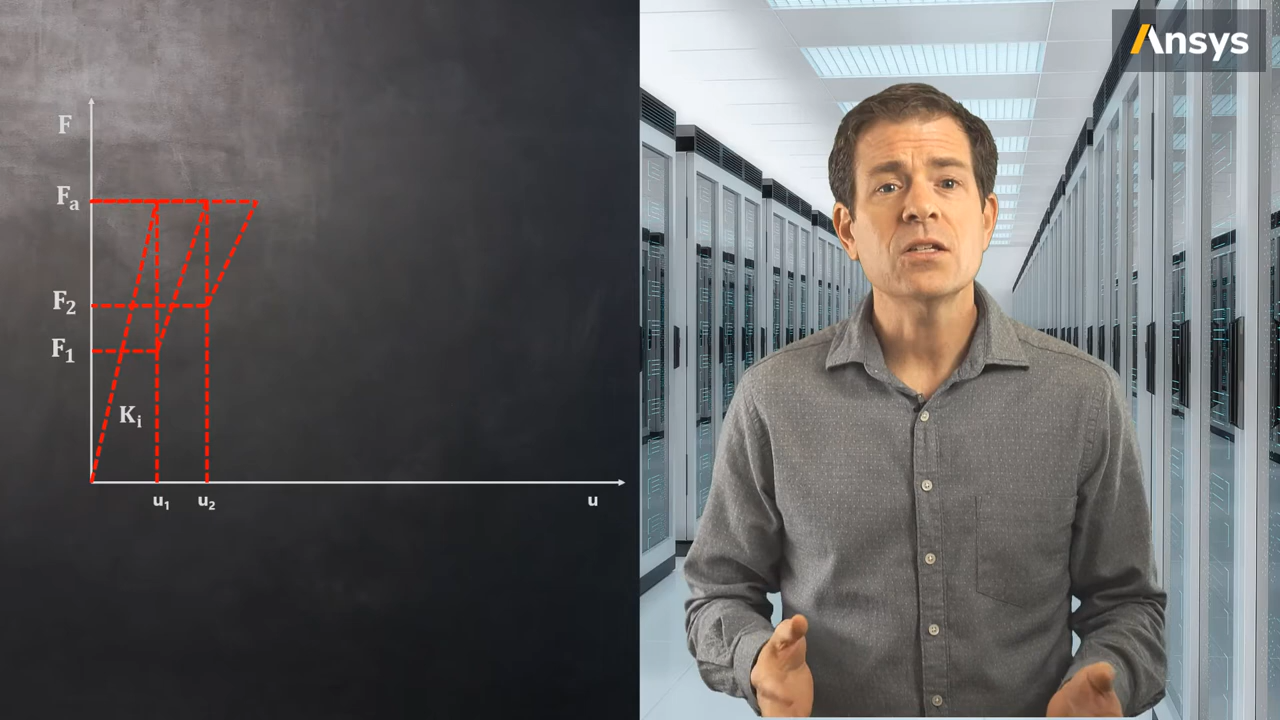 F
Fₐ
F₂
F₁
Kᵢ
u₁ u₂ u
Ansys